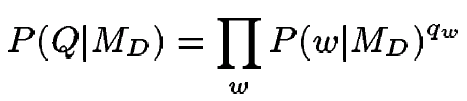 P(Q|M_D) = ∏_w P(w|M_D)^{q_w}